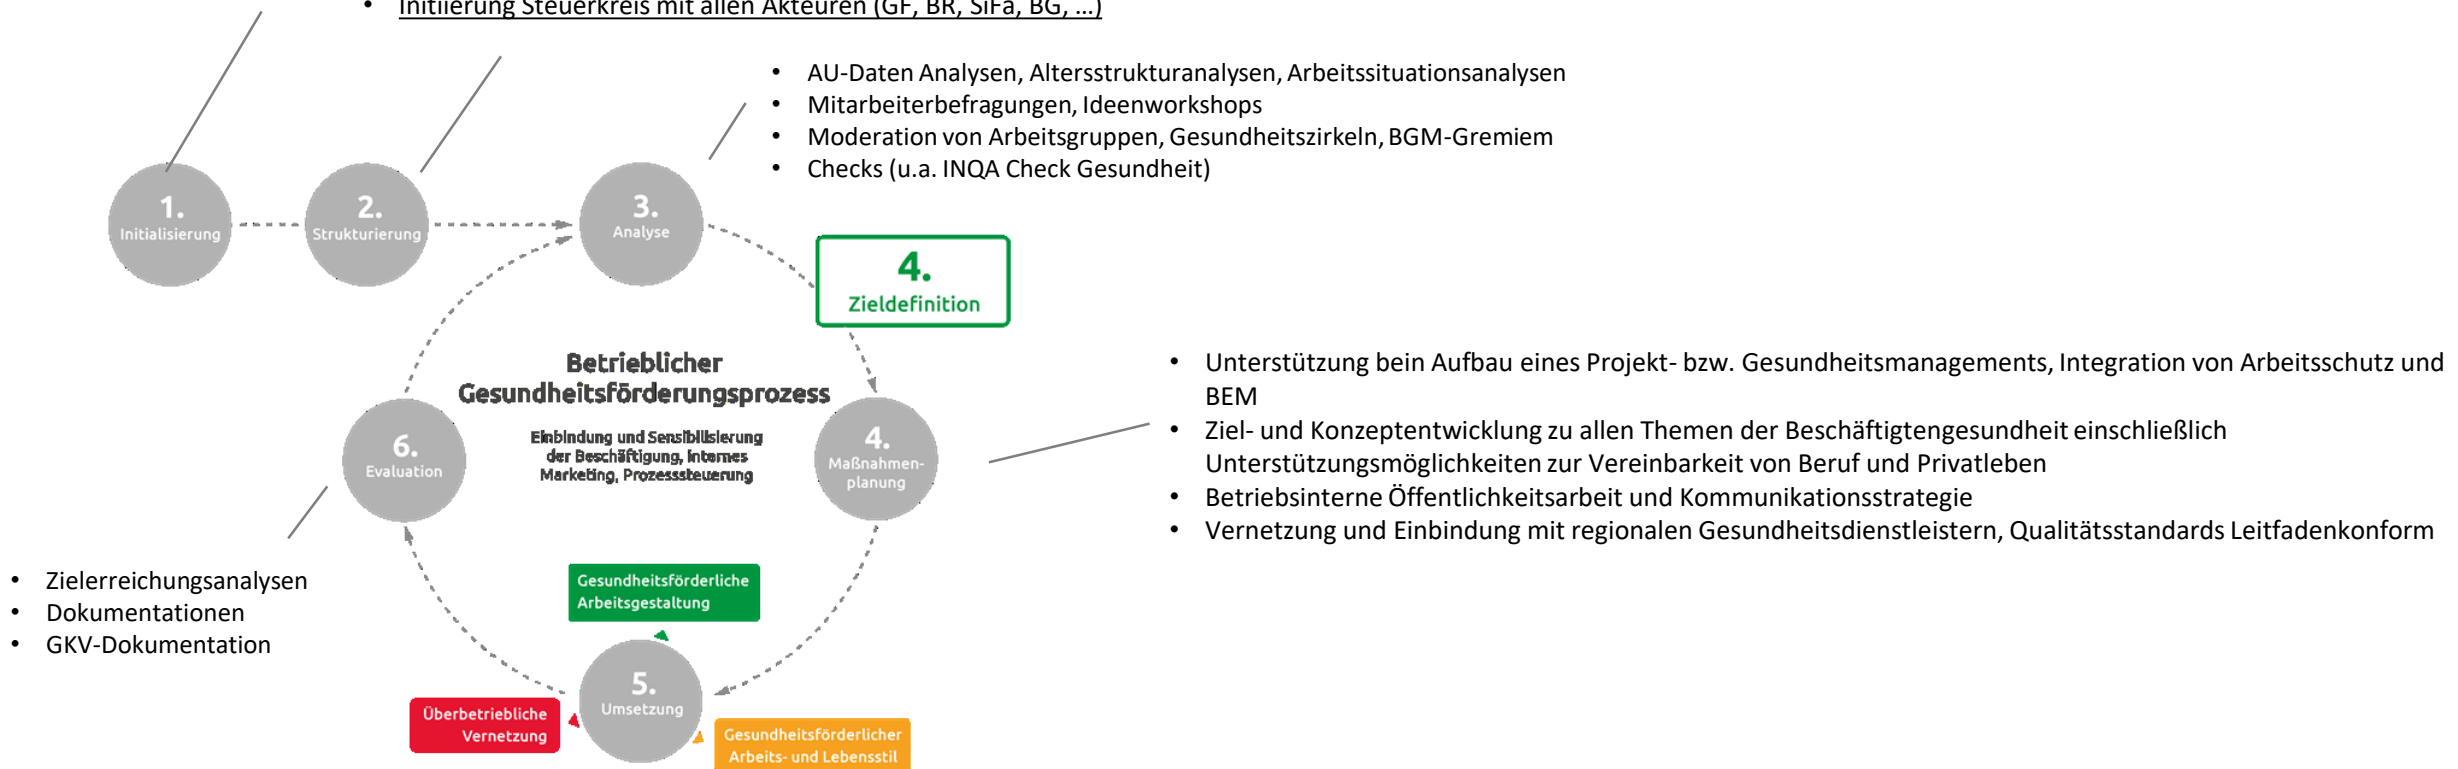 • Initiierung Steuerkreis mit allen Akteuren (GF, BR, SiFa, BG, …)
• AU-Daten Analysen, Altersstrukturanalysen, Arbeitssituationsanalysen
• Mitarbeiterbefragungen, Ideenworkshops
• Moderation von Arbeitsgruppen, Gesundheitszirkeln, BGM-Gremiem
• Checks (u.a. INQA Check Gesundheit)
1.
Initialisierung
2.
Strukturierung
3.
Analyse
4.
Zieldefinition
Betrieblicher
Gesundheitsförderungsprozess
Einbindung und Sensibilisierung
der Beschäftigung, Internes
Marketing, Prozesssteuerung
4.
Maßnahmen-
planung
• Unterstützung bein Aufbau eines Projekt- bzw. Gesundheitsmanagements, Integration von Arbeitsschutz und
BEM
• Ziel- und Konzeptentwicklung zu allen Themen der Beschäftigtengesundheit einschließlich
Unterstützungsmöglichkeiten zur Vereinbarkeit von Beruf und Privatleben
• Betriebsinterne Öffentlichkeitsarbeit und Kommunikationsstrategie
• Vernetzung und Einbindung mit regionalen Gesundheitsdienstleistern, Qualitätsstandards Leitfadenkonform
6.
Evaluation
• Zielerreichungsanalysen
• Dokumentationen
• GKV-Dokumentation
Gesundheitsförderliche
Arbeitsgestaltung
5.
Umsetzung
Überbetriebliche
Vernetzung
Gesundheitsförderlicher
Arbeits- und Lebensstil